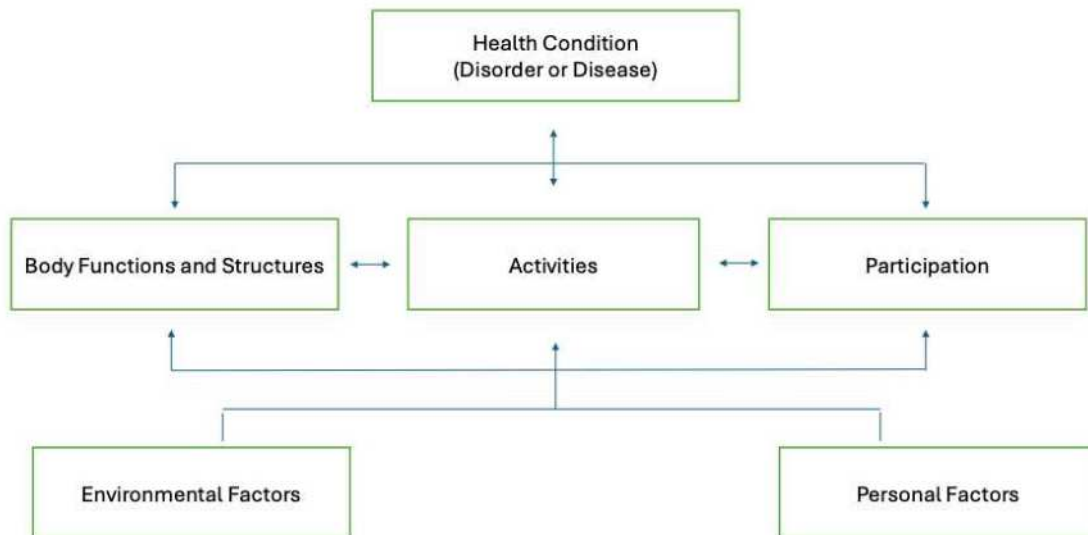 Health Condition
(Disorder or Disease)
Body Functions and Structures
Activities
Participation
Environmental Factors
Personal Factors